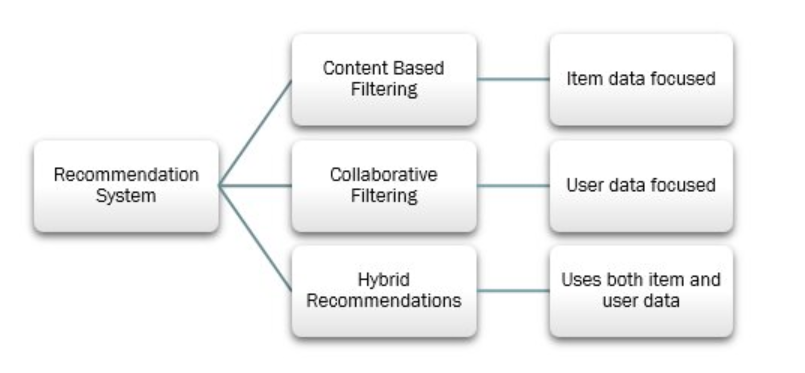 Content Based
Filtering
Item data focused
Recommendation
System
Collaborative
Filtering
User data focused
Hybrid
Recommendations
Uses both item and
user data